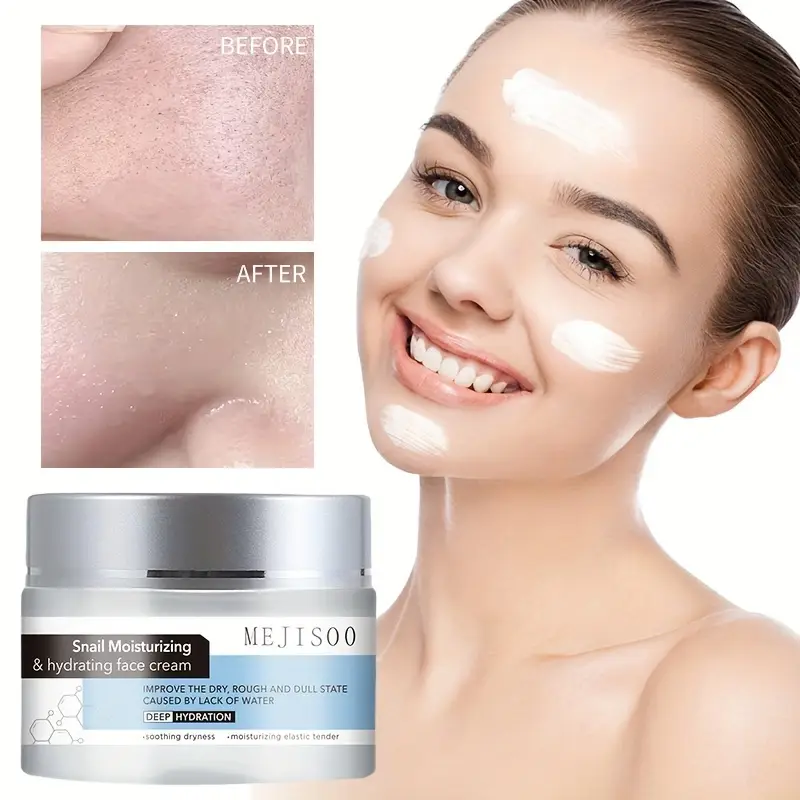 BEFORE
AFTER
Snail Moisturizing
& hydrating face cream
MEJISOO
IMPROVE THE DRY, ROUGH AND DULL STATE
CAUSED BY LACK OF WATER
DEEP HYDRATION
·soothing dryness ·moisturizing elastic tender